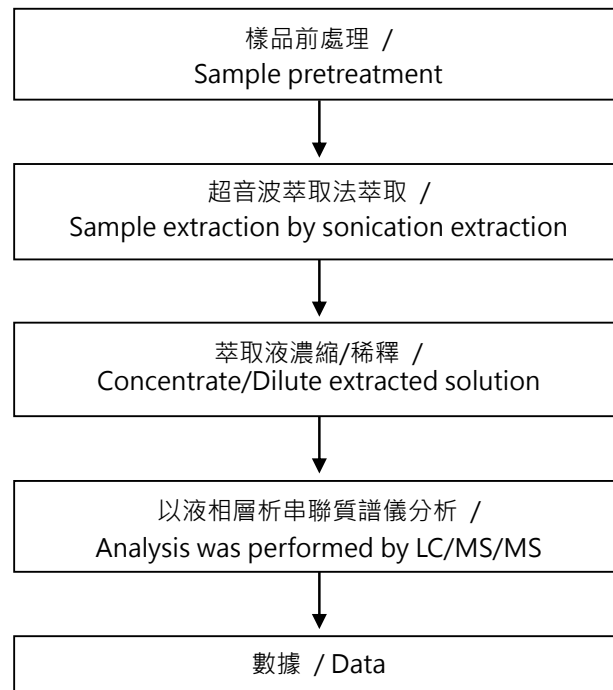 樣品前處理 /
Sample pretreatment
超音波萃取法萃取 /
Sample extraction by sonication extraction
萃取液濃縮/稀釋 /
Concentrate/Dilute extracted solution
以液相層析串聯質譜儀分析 /
Analysis was performed by LC/MS/MS
數據 / Data